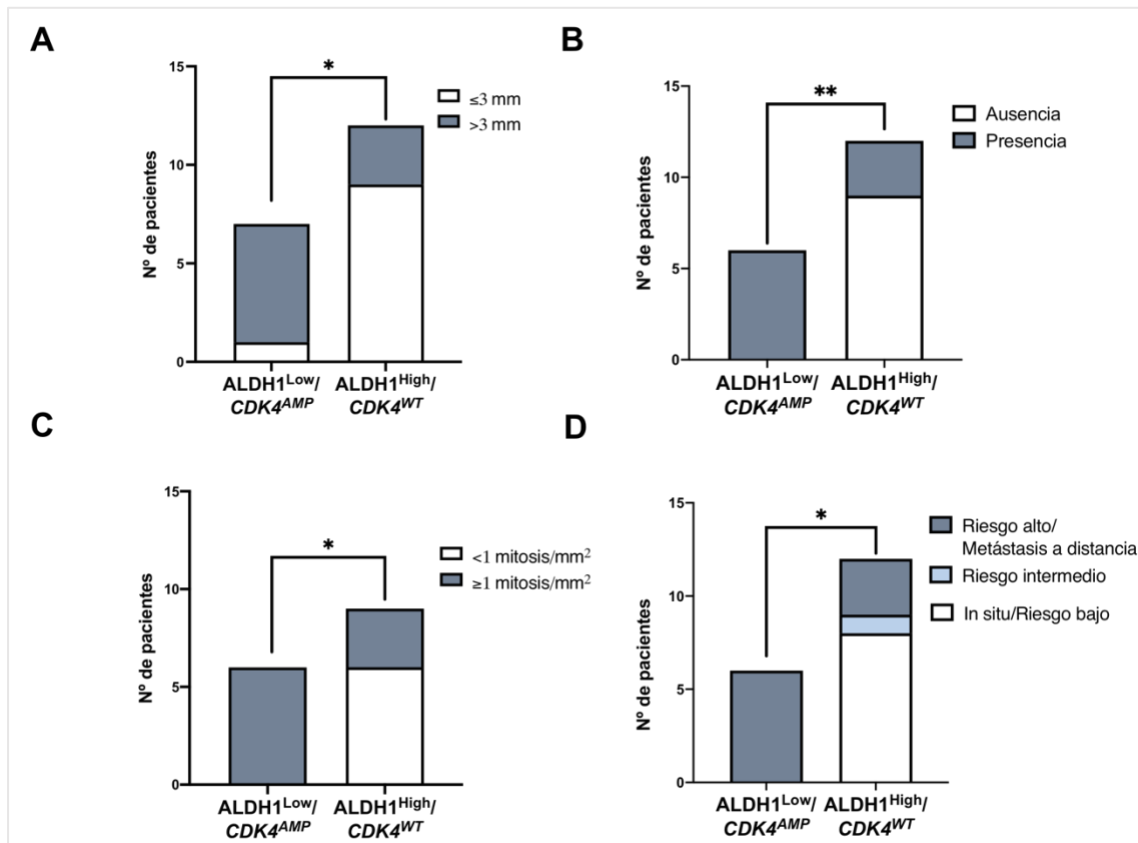 A
15
10
5
0
Nº de pacientes
*
≤3 mm
>3 mm
ALDH1Low/ ALDH1High/
CDK4AMP CDK4WT
B
15
10
5
0
Nº de pacientes
**
Ausencia
Presencia
ALDH1Low/ ALDH1High/
CDK4AMP CDK4WT
C
15
10
5
0
Nº de pacientes
*
<1 mitosis/mm²
≥1 mitosis/mm²
ALDH1Low/ ALDH1High/
CDK4AMP CDK4WT
D
15
10
5
0
Nº de pacientes
*
Riesgo alto/
Metástasis a distancia
Riesgo intermedio
In situ/Riesgo bajo
ALDH1Low/ ALDH1High/
CDK4AMP CDK4WT